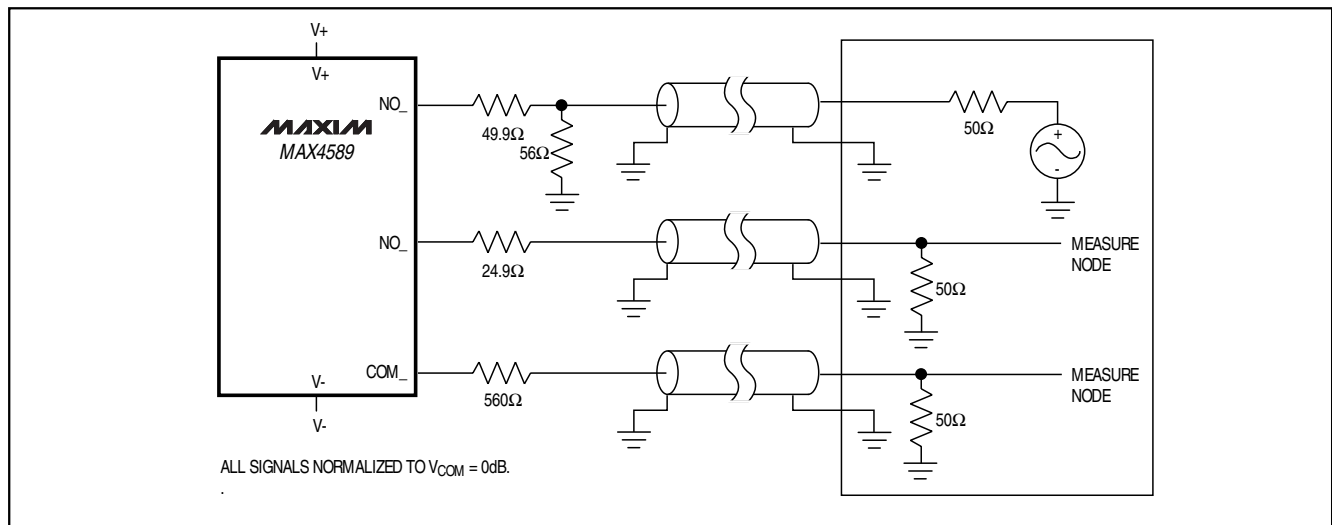 V+
V+
NO_
MAXIM
MAX4589
49.9Ω
56Ω
50Ω
+
-
NO_
24.9Ω
MEASURE
NODE
50Ω
COM_
560Ω
MEASURE
NODE
50Ω
V-
V-
ALL SIGNALS NORMALIZED TO VCOM = 0dB.
.